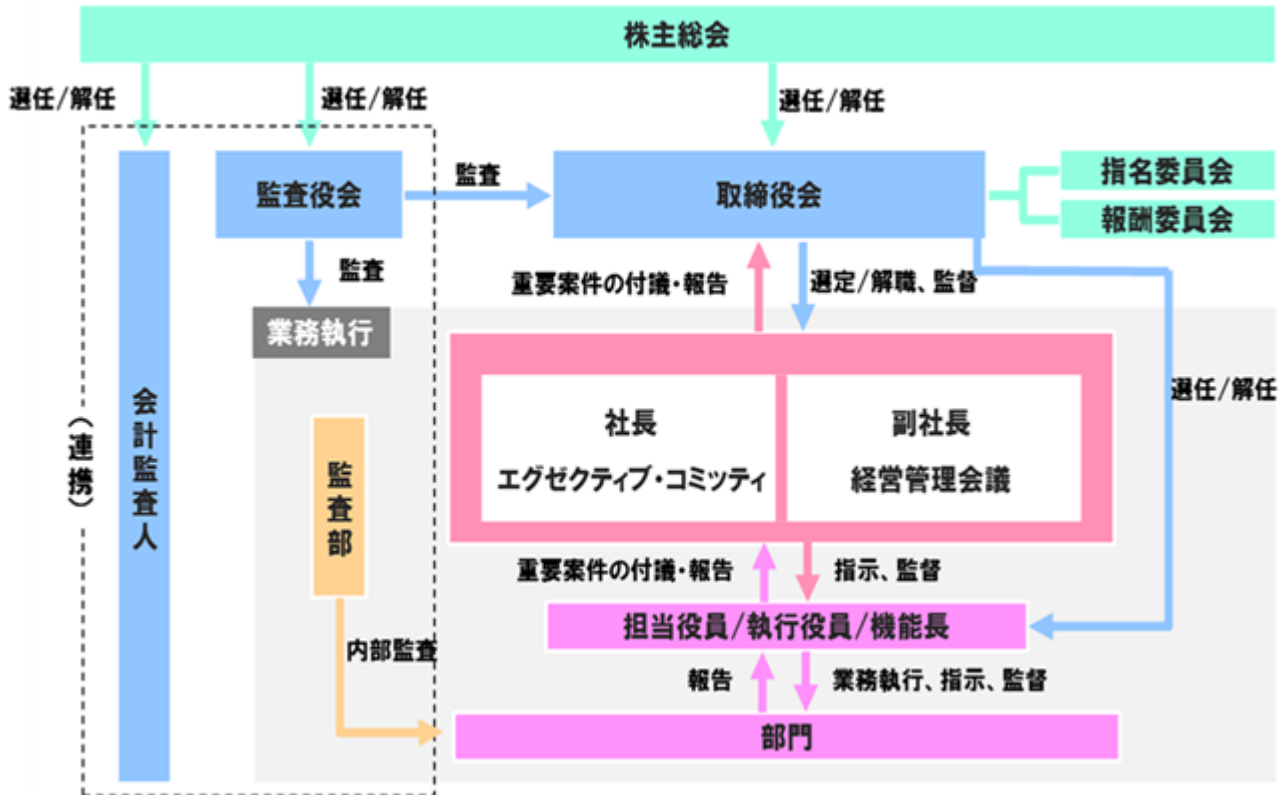 株主総会
選任/解任
選任/解任
選任/解任
監査役会
監査
取締役会
指名委員会
報酬委員会
監査
重要案件の付議・報告
選定/解職、監督
業務執行
選任/解任
会計監査人
（連携）
監査部
社長
エグゼクティブ・コミッティ
副社長
経営管理会議
重要案件の付議・報告
指示、監督
担当役員/執行役員/機能長
内部監査
報告
業務執行、指示、監督
部門